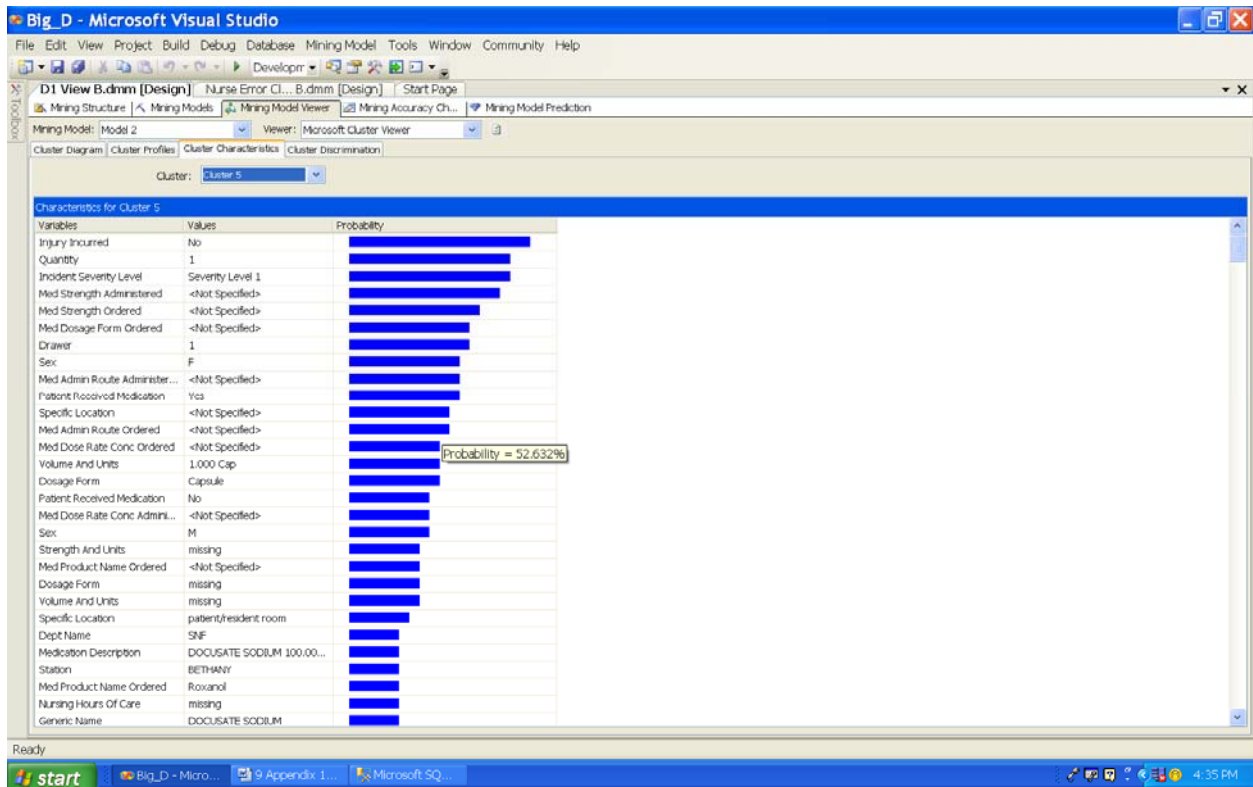 Big_D - Microsoft Visual Studio
File Edit View Project Build Debug Database Mining Model Tools Window Community Help
Developm
D1 View B.dmm [Design] Nurse Error Cl... B.dmm [Design] Start Page
Toolbox
Mining Structure Mining Models Mining Model Viewer Mining Accuracy Ch... Mining Model Prediction
Mining Model: Model 2 Viewer: Microsoft Cluster Viewer
Cluster Diagram Cluster Profiles Cluster Characteristics Cluster Discrimination
Cluster: Cluster 5
Characteristics for Cluster 5
Variables Values Probability
Injury Incurred No
Quantity 1
Incident Severity Level Severity Level 1
Med Strength Administered <Not Specified>
Med Strength Ordered <Not Specified>
Med Dosage Form Ordered <Not Specified>
Drawer 1
Sex F
Med Admin Route Administer... <Not Specified>
Patient Received Medication Yes
Specific Location <Not Specified>
Med Admin Route Ordered <Not Specified>
Med Dose Rate Conc Ordered <Not Specified>
Probability = 52.632%
Volume And Units 1.000 Cap
Dosage Form Capsule
Patient Received Medication No
Med Dose Rate Conc Admini... <Not Specified>
Sex M
Strength And Units missing
Med Product Name Ordered <Not Specified>
Dosage Form missing
Volume And Units missing
Specific Location patient/resident room
Dept Name SNF
Medication Description DOCUSATE SODIUM 100.00...
Station BETHANY
Med Product Name Ordered Roxanol
Nursing Hours Of Care missing
Generic Name DOCUSATE SODIUM
Ready
start Big_D - Micro... 9 Appendix 1... Microsoft SQ... 4:35 PM